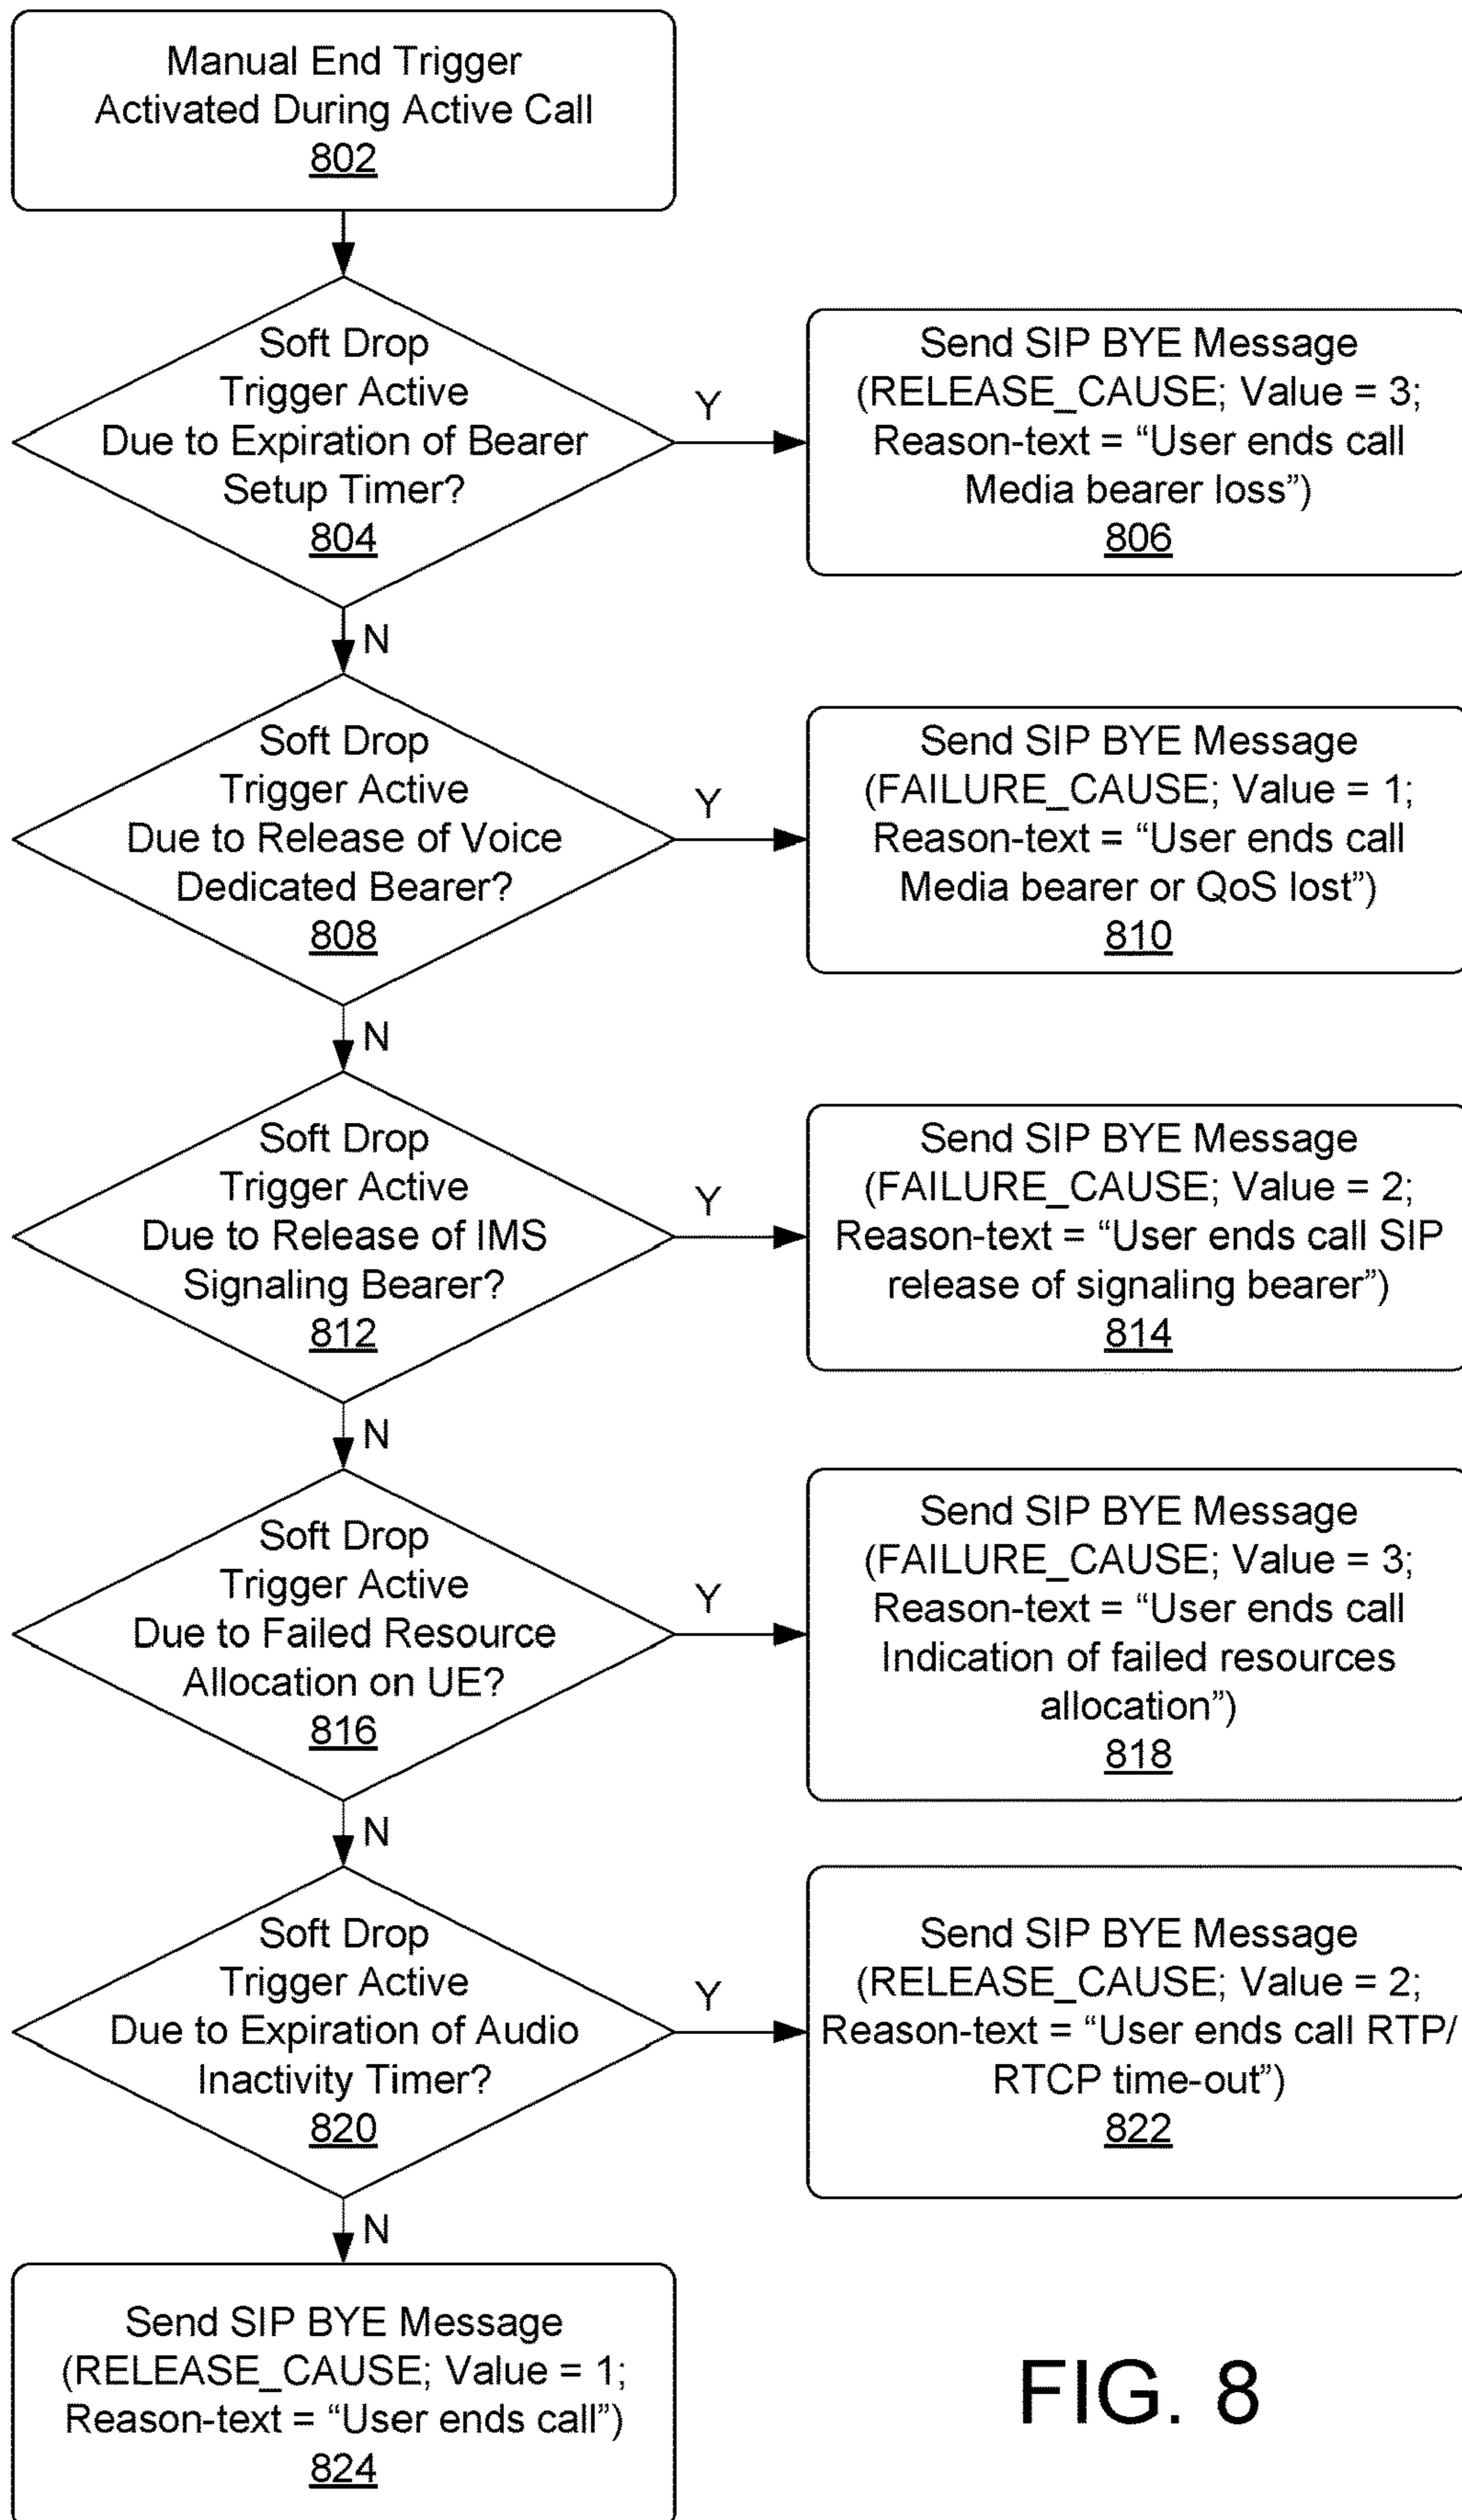 Manual End Trigger
Activated During Active Call
802
Soft Drop
Trigger Active
Due to Expiration of Bearer
Setup Timer?
804
Y
Send SIP BYE Message
(RELEASE_CAUSE; Value = 3;
Reason-text = “User ends call
Media bearer loss”)
806
N
Soft Drop
Trigger Active
Due to Release of Voice
Dedicated Bearer?
808
Y
Send SIP BYE Message
(FAILURE_CAUSE; Value = 1;
Reason-text = “User ends call
Media bearer or QoS lost”)
810
N
Soft Drop
Trigger Active
Due to Release of IMS
Signaling Bearer?
812
Y
Send SIP BYE Message
(FAILURE_CAUSE; Value = 2;
Reason-text = “User ends call SIP
release of signaling bearer”)
814
N
Soft Drop
Trigger Active
Due to Failed Resource
Allocation on UE?
816
Y
Send SIP BYE Message
(FAILURE_CAUSE; Value = 3;
Reason-text = “User ends call
Indication of failed resources
allocation”)
818
N
Soft Drop
Trigger Active
Due to Expiration of Audio
Inactivity Timer?
820
Y
Send SIP BYE Message
(RELEASE_CAUSE; Value = 2;
Reason-text = “User ends call RTP/
RTCP time-out”)
822
N
Send SIP BYE Message
(RELEASE_CAUSE; Value = 1;
Reason-text = “User ends call”)
824
FIG. 8